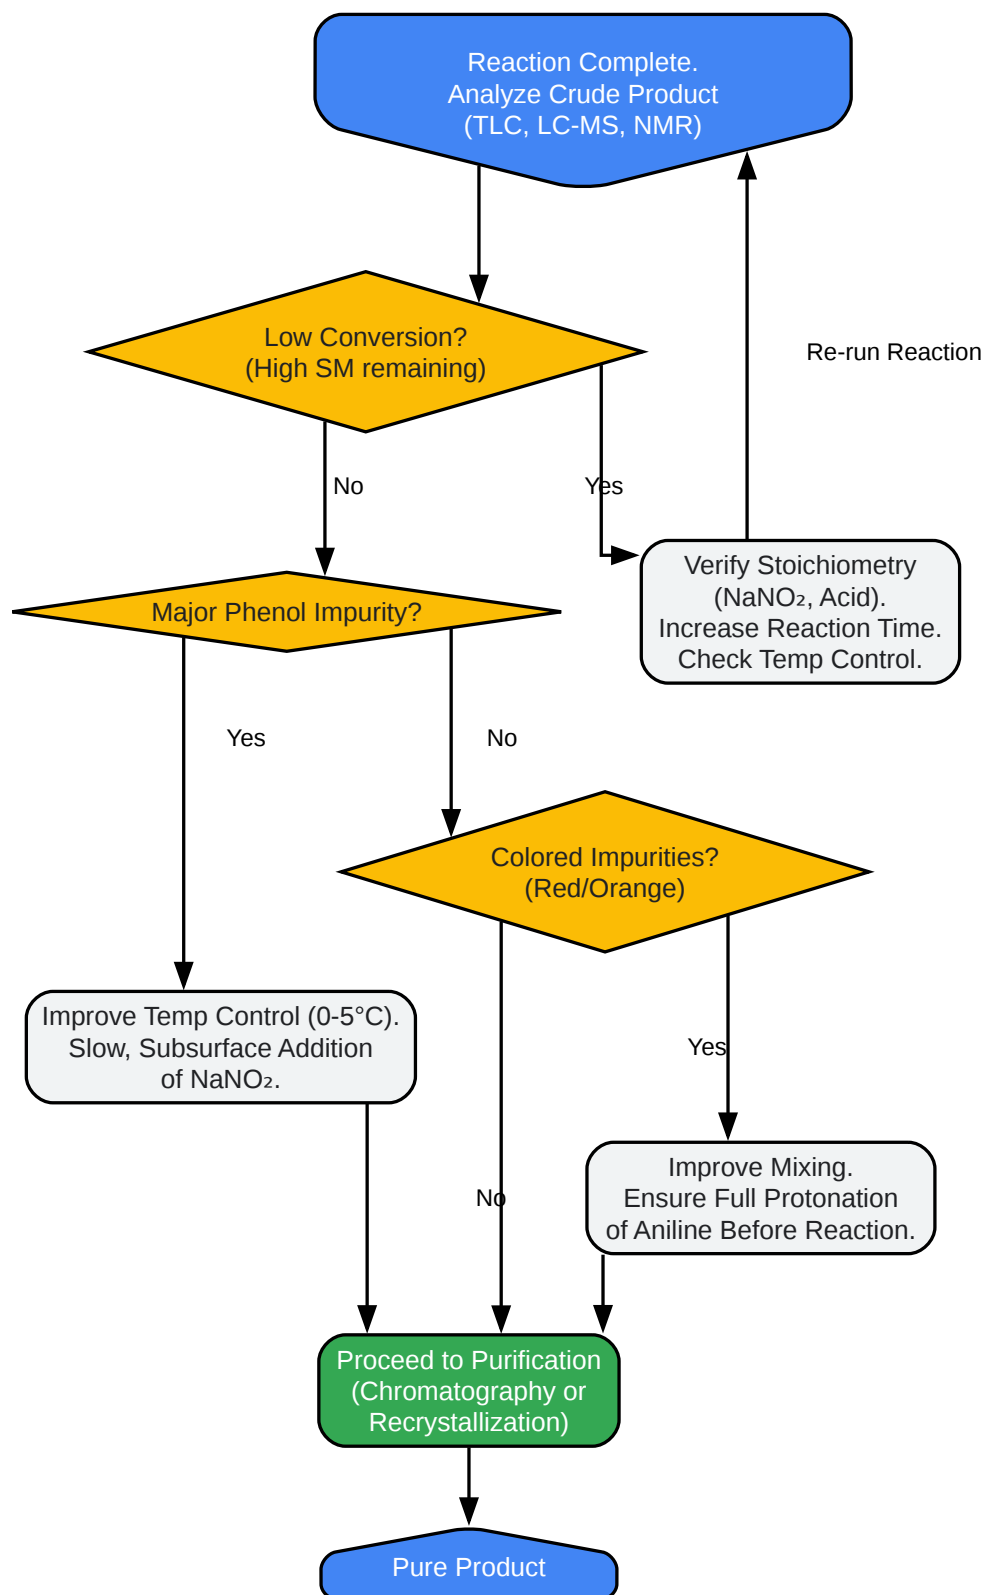 Reaction Complete.
Analyze Crude Product
(TLC, LC-MS, NMR)
Low Conversion?
(High SM remaining)
Re-run Reaction
No
Yes
Verify Stoichiometry
(NaNO₂, Acid).
Increase Reaction Time.
Check Temp Control.
Major Phenol Impurity?
Yes
No
Colored Impurities?
(Red/Orange)
Improve Temp Control (0-5°C).
Slow, Subsurface Addition
of NaNO₂.
Yes
No
Improve Mixing.
Ensure Full Protonation
of Aniline Before Reaction.
Proceed to Purification
(Chromatography or
Recrystallization)
Pure Product